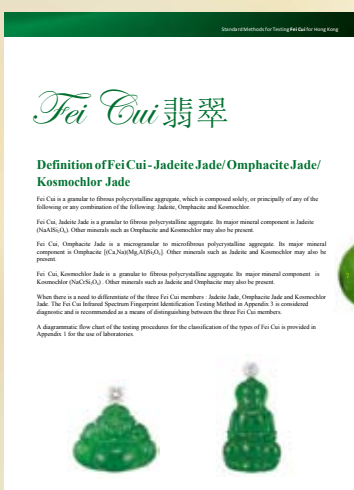 Standard Methods for Testing Fei Cui for Hong Kong
Fei Cui 翡翠
Definition of Fei Cui - Jadeite Jade/ Omphacite Jade/
Kosmochlor Jade
Fei Cui is a granular to fibrous polycrystalline aggregate, which is composed solely, or principally of any of the
following or any combination of the following: Jadeite, Omphacite and Kosmochlor.
Fei Cui, Jadeite Jade is a granular to fibrous polycrystalline aggregate. Its major mineral component is Jadeite
(NaAlSi₂O₆). Other minerals such as Omphacite and Kosmochlor may also be present.
Fei Cui, Omphacite Jade is a microgranular to microfibrous polycrystalline aggregate. Its major mineral
component is Omphacite [(Ca,Na)(Mg,Al)Si₂O₆]. Other minerals such as Jadeite and Kosmochlor may also be
present.
Fei Cui, Kosmochlor Jade is a granular to fibrous polycrystalline aggregate. Its major mineral component is
Kosmochlor (NaCrSi₂O₆) . Other minerals such as Jadeite and Omphacite may also be present.
When there is a need to differentiate of the three Fei Cui members : Jadeite Jade, Omphacite Jade and Kosmochlor
Jade. The Fei Cui Infrared Spectrum Fingerprint Identification Testing Method in Appendix 3 is considered
diagnostic and is recommended as a means of distinguishing between the three Fei Cui members.
A diagrammatic flow chart of the testing procedures for the classification of the types of Fei Cui is provided in
Appendix 1 for the use of laboratories.